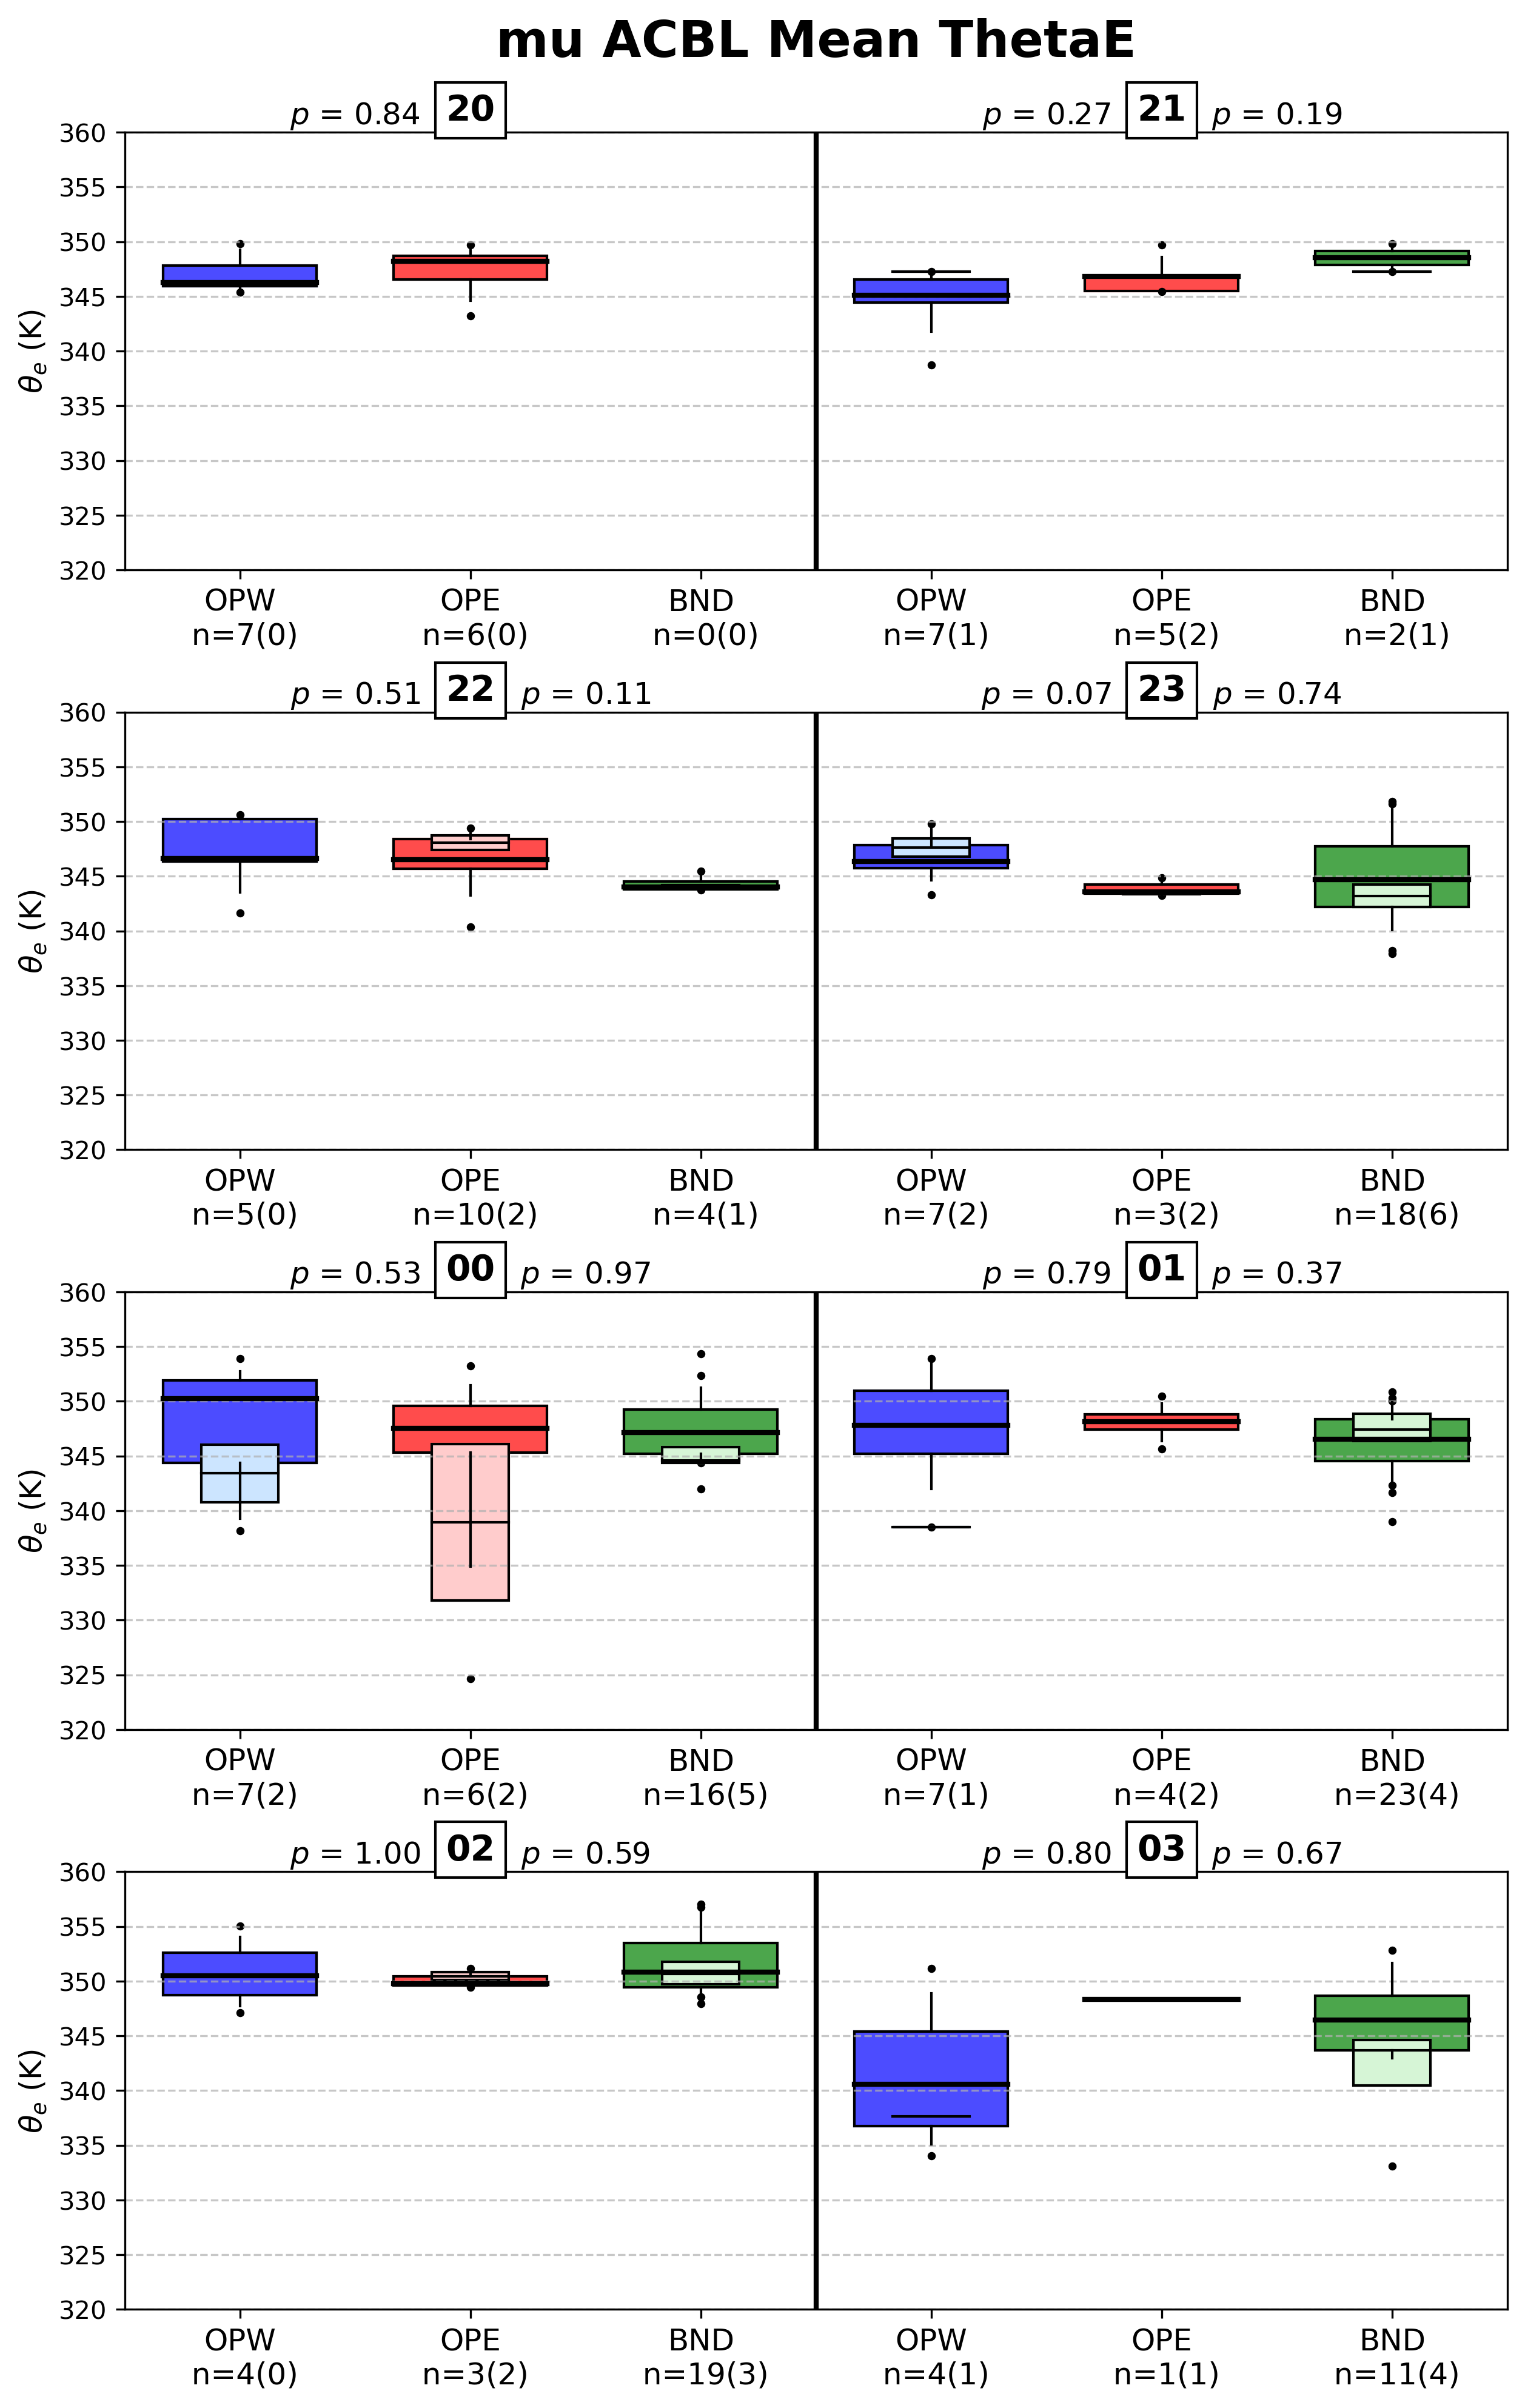 mu ACBL Mean ThetaE
p = 0.84 20
p = 0.27 21 p = 0.19
360
355
350
345
340
335
330
325
320
θe (K)
OPW OPE BND OPW OPE BND
n=7(0) n=6(0) n=0(0) n=7(1) n=5(2) n=2(1)
p = 0.51 22 p = 0.11
p = 0.07 23 p = 0.74
360
355
350
345
340
335
330
325
320
θe (K)
OPW OPE BND OPW OPE BND
n=5(0) n=10(2) n=4(1) n=7(2) n=3(2) n=18(6)
p = 0.53 00 p = 0.97
p = 0.79 01 p = 0.37
360
355
350
345
340
335
330
325
320
θe (K)
OPW OPE BND OPW OPE BND
n=7(2) n=6(2) n=16(5) n=7(1) n=4(2) n=23(4)
p = 1.00 02 p = 0.59
p = 0.80 03 p = 0.67
360
355
350
345
340
335
330
325
320
θe (K)
OPW OPE BND OPW OPE BND
n=4(0) n=3(2) n=19(3) n=4(1) n=1(1) n=11(4)